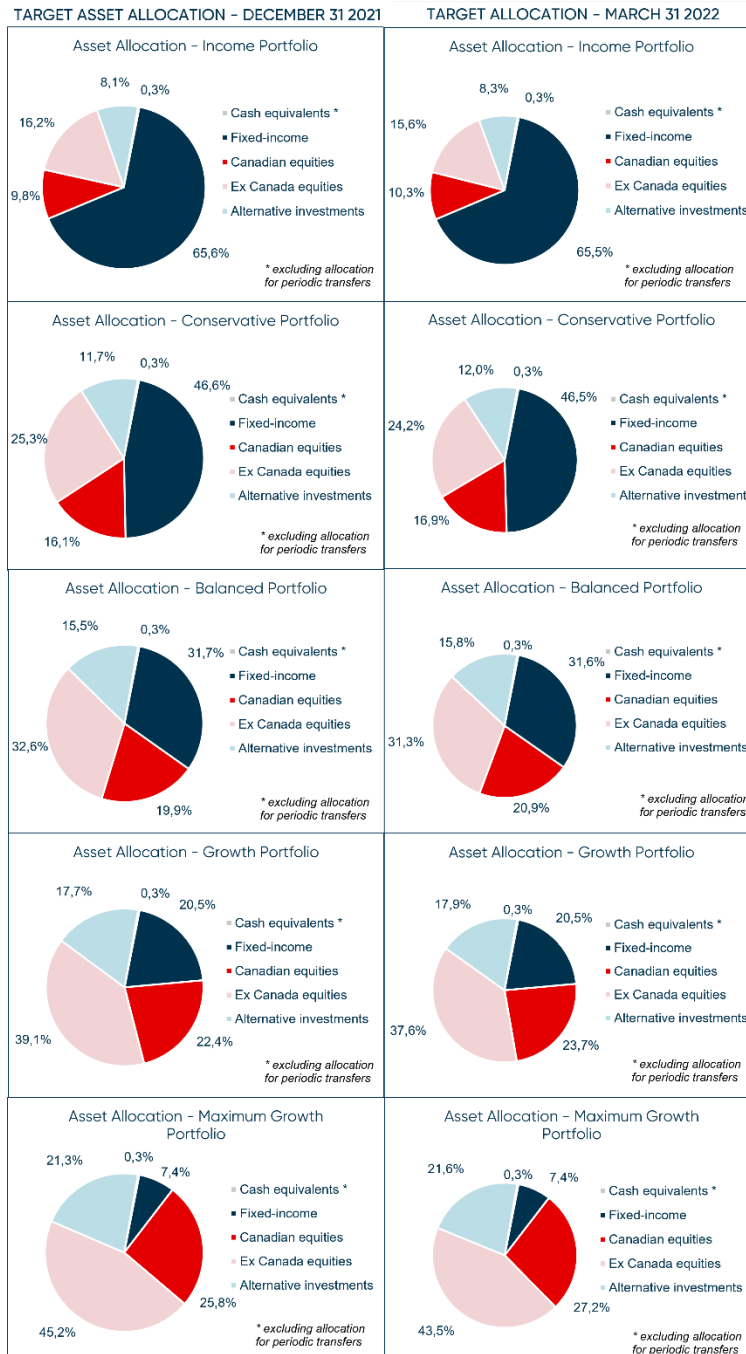 TARGET ASSET ALLOCATION - DECEMBER 31 2021
Asset Allocation - Income Portfolio
8,1%
0,3%
16,2%
9,8%
65,6%
Cash equivalents *
Fixed-income
Canadian equities
Ex Canada equities
Alternative investments
* excluding allocation
for periodic transfers
TARGET ALLOCATION - MARCH 31 2022
Asset Allocation - Income Portfolio
8,3%
0,3%
15,6%
10,3%
65,5%
Cash equivalents *
Fixed-income
Canadian equities
Ex Canada equities
Alternative investments
* excluding allocation
for periodic transfers
Asset Allocation - Conservative Portfolio
11,7%
0,3%
46,6%
25,3%
16,1%
Cash equivalents *
Fixed-income
Canadian equities
Ex Canada equities
Alternative investments
* excluding allocation
for periodic transfers
Asset Allocation - Conservative Portfolio
12,0%
0,3%
46,5%
24,2%
16,9%
Cash equivalents *
Fixed-income
Canadian equities
Ex Canada equities
Alternative investments
* excluding allocation
for periodic transfers
Asset Allocation - Balanced Portfolio
15,5%
0,3%
31,7%
32,6%
19,9%
Cash equivalents *
Fixed-income
Canadian equities
Ex Canada equities
Alternative investments
* excluding allocation
for periodic transfers
Asset Allocation - Balanced Portfolio
15,8%
0,3%
31,6%
31,3%
20,9%
Cash equivalents *
Fixed-income
Canadian equities
Ex Canada equities
Alternative investments
* excluding allocation
for periodic transfers
Asset Allocation - Growth Portfolio
17,7%
0,3%
20,5%
39,1%
22,4%
Cash equivalents *
Fixed-income
Canadian equities
Ex Canada equities
Alternative investments
* excluding allocation
for periodic transfers
Asset Allocation - Growth Portfolio
17,9%
0,3%
20,5%
37,6%
23,7%
Cash equivalents *
Fixed-income
Canadian equities
Ex Canada equities
Alternative investments
* excluding allocation
for periodic transfers
Asset Allocation - Maximum Growth
Portfolio
21,3%
0,3%
7,4%
45,2%
25,8%
Cash equivalents *
Fixed-income
Canadian equities
Ex Canada equities
Alternative investments
* excluding allocation
for periodic transfers
Asset Allocation - Maximum Growth
Portfolio
21,6%
0,3%
7,4%
43,5%
27,2%
Cash equivalents *
Fixed-income
Canadian equities
Ex Canada equities
Alternative investments
* excluding allocation
for periodic transfers